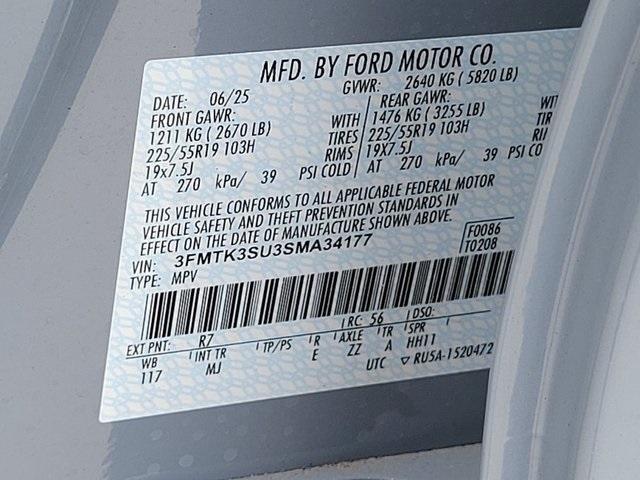 MFD. BY FORD MOTOR CO.
DATE: 06/25 GVWR: 2640 KG ( 5820 LB)
FRONT GAWR: REAR GAWR:
1211 KG ( 2670 LB) WITH 1476 KG ( 3255 LB)
225/55R19 103H TIRES 225/55R19 103H
19x7.5J RIMS 19X7.5J
AT 270 kPa/ 39 PSI COLD AT 270 kPa/ 39 PSI CO
THIS VEHICLE CONFORMS TO ALL APPLICABLE FEDERAL MOTOR
VEHICLE SAFETY AND THEFT PREVENTION STANDARDS IN
EFFECT ON THE DATE OF MANUFACTURE SHOWN ABOVE.
VIN: 3FMTK3SU3SMA34177 F0086
TYPE: MPV T0208
EXT PNT: R7 RC: 56 DSO:
WB INT TR TP/PS R AXLE TR SPR
117 MJ E ZZ A HH11
UTC ▽ RU5A-1520472